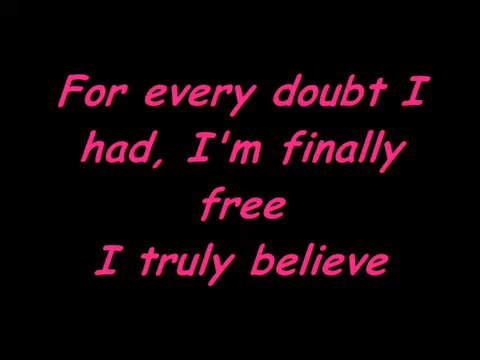 For every doubt I
had, I'm finally
free
I truly believe